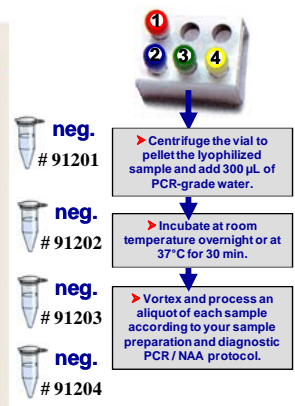 1
2 3 4
neg.
# 91201
➤ Centrifuge the vial to
pellet the lyophilized
sample and add 300 µL of
PCR-grade water.
neg.
# 91202
➤ Incubate at room
temperature overnight or at
37°C for 30 min.
neg.
# 91203
➤ Vortex and process an
aliquot of each sample
according to your sample
preparation and diagnostic
PCR / NAA protocol.
neg.
# 91204